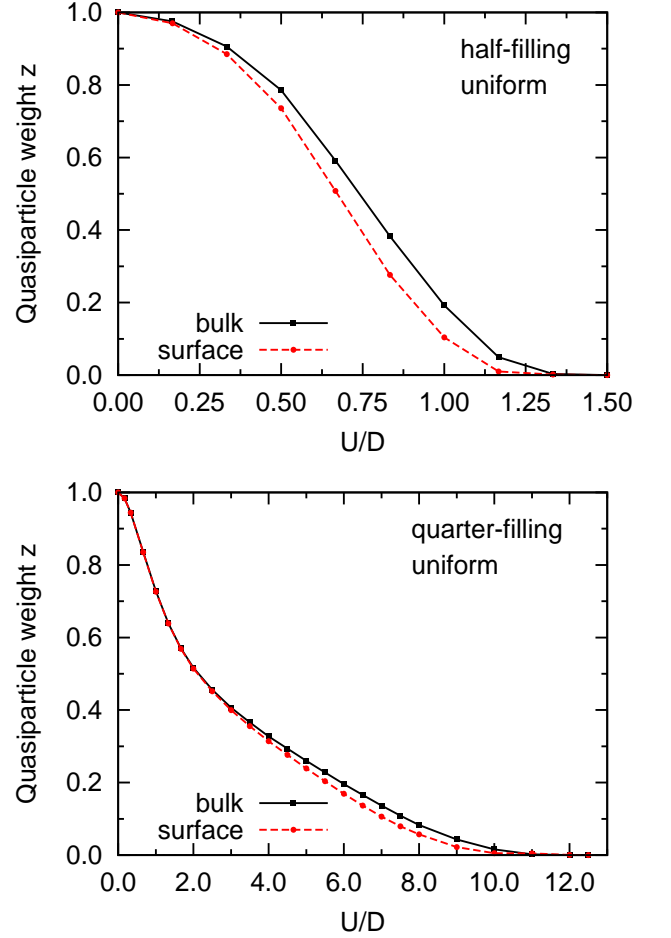 1.0
0.8
0.6
0.4
0.2
0.0
Quasiparticle weight z
half-filling
uniform
bulk
surface
0.00 0.25 0.50 0.75 1.00 1.25 1.50
U/D
1.0
0.8
0.6
0.4
0.2
0.0
Quasiparticle weight z
quarter-filling
uniform
bulk
surface
0.0 2.0 4.0 6.0 8.0 10.0 12.0
U/D